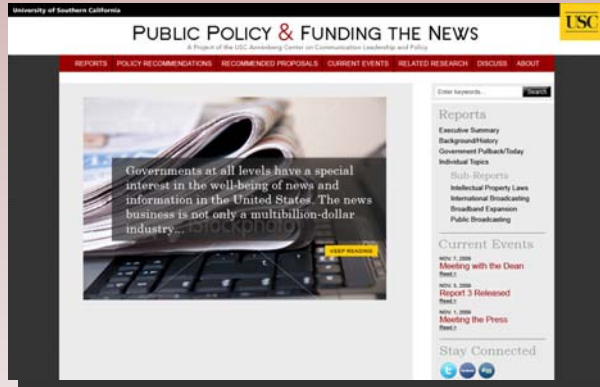 University of Southern California
USC
PUBLIC POLICY & FUNDING THE NEWS
A Project of the USC Annenberg Center on Communication Leadership and Policy
REPORTS POLICY RECOMMENDATIONS RECOMMENDED PROPOSALS CURRENT EVENTS RELATED RESEARCH DISCUSS ABOUT
Enter keywords... Search
Governments at all levels have a special
interest in the well-being of news and
information in the United States. The news
business is not only a multibillion-dollar
industry...
iStockphoto
KEEP READING
Reports
Executive Summary
Background/History
Government Pullback/Today
Individual Topics
Sub-Reports
Intellectual Property Laws
International Broadcasting
Broadband Expansion
Public Broadcasting
Current Events
NOV. 7, 2009
Meeting with the Dean
Read >
NOV. 5, 2009
Report 3 Released
Read >
NOV. 1, 2009
Meeting the Press
Read >
Stay Connected